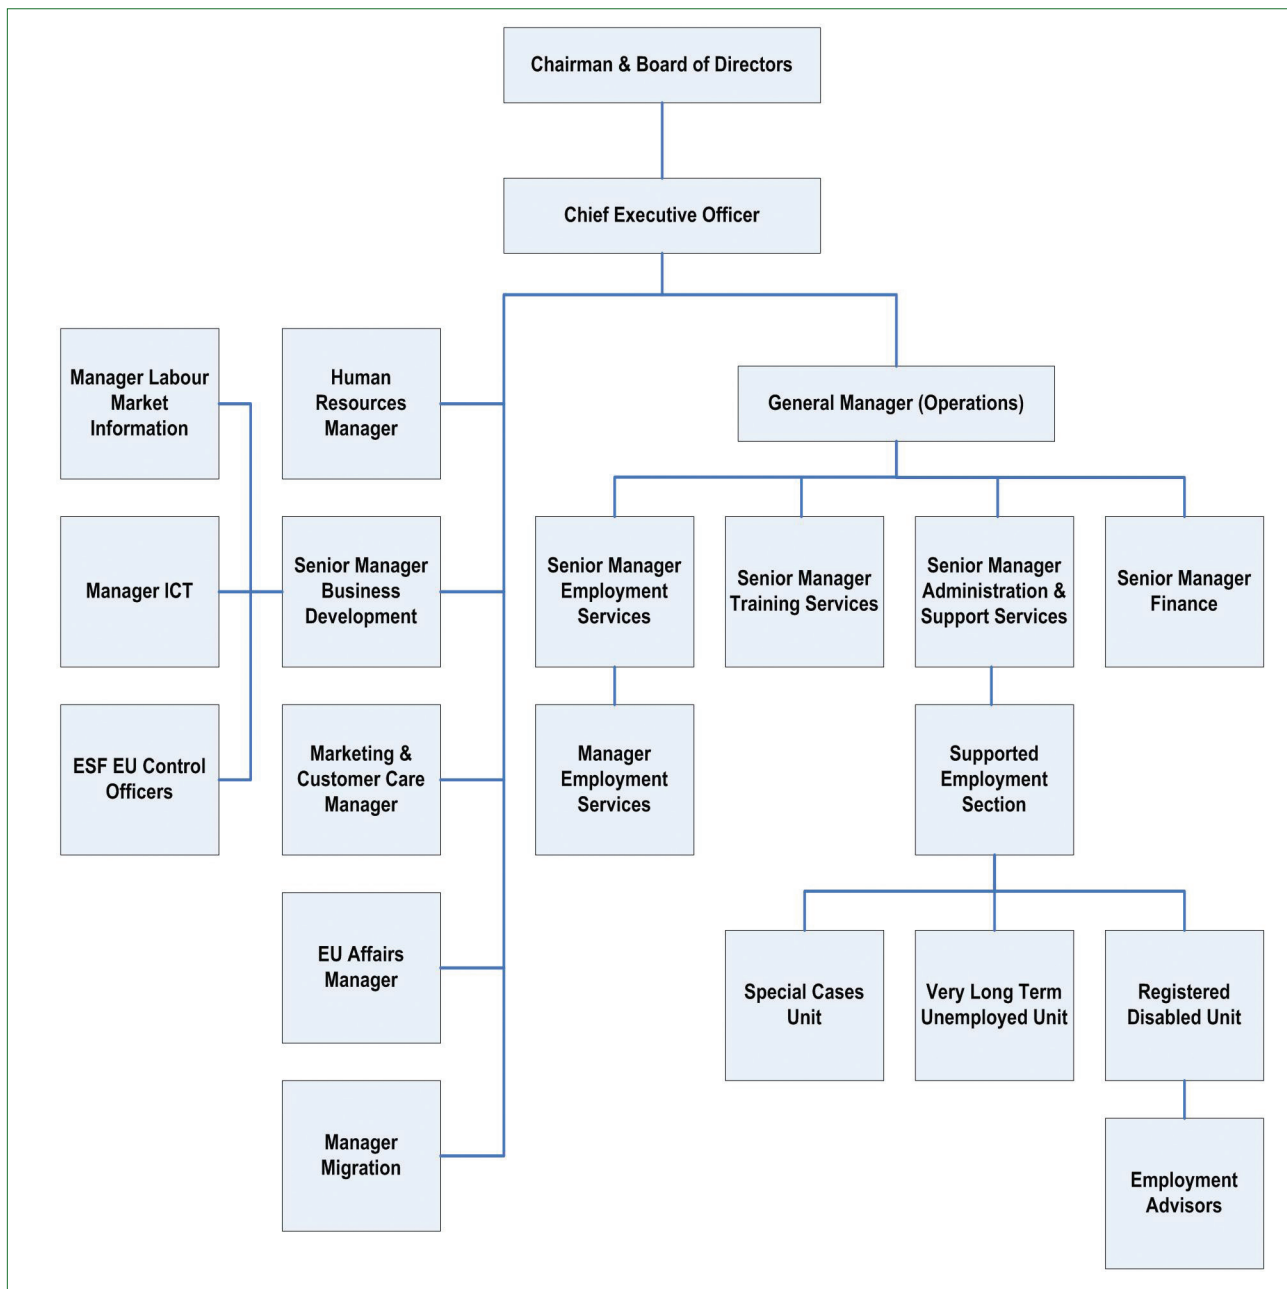 Chairman & Board of Directors
Chief Executive Officer
Manager Labour
Market
Information
Human
Resources
Manager
General Manager (Operations)
Manager ICT
Senior Manager
Business
Development
Senior Manager
Employment
Services
Senior Manager
Training Services
Senior Manager
Administration &
Support Services
Senior Manager
Finance
ESF EU Control
Officers
Marketing &
Customer Care
Manager
Manager
Employment
Services
Supported
Employment
Section
EU Affairs
Manager
Special Cases
Unit
Very Long Term
Unemployed Unit
Registered
Disabled Unit
Manager
Migration
Employment
Advisors